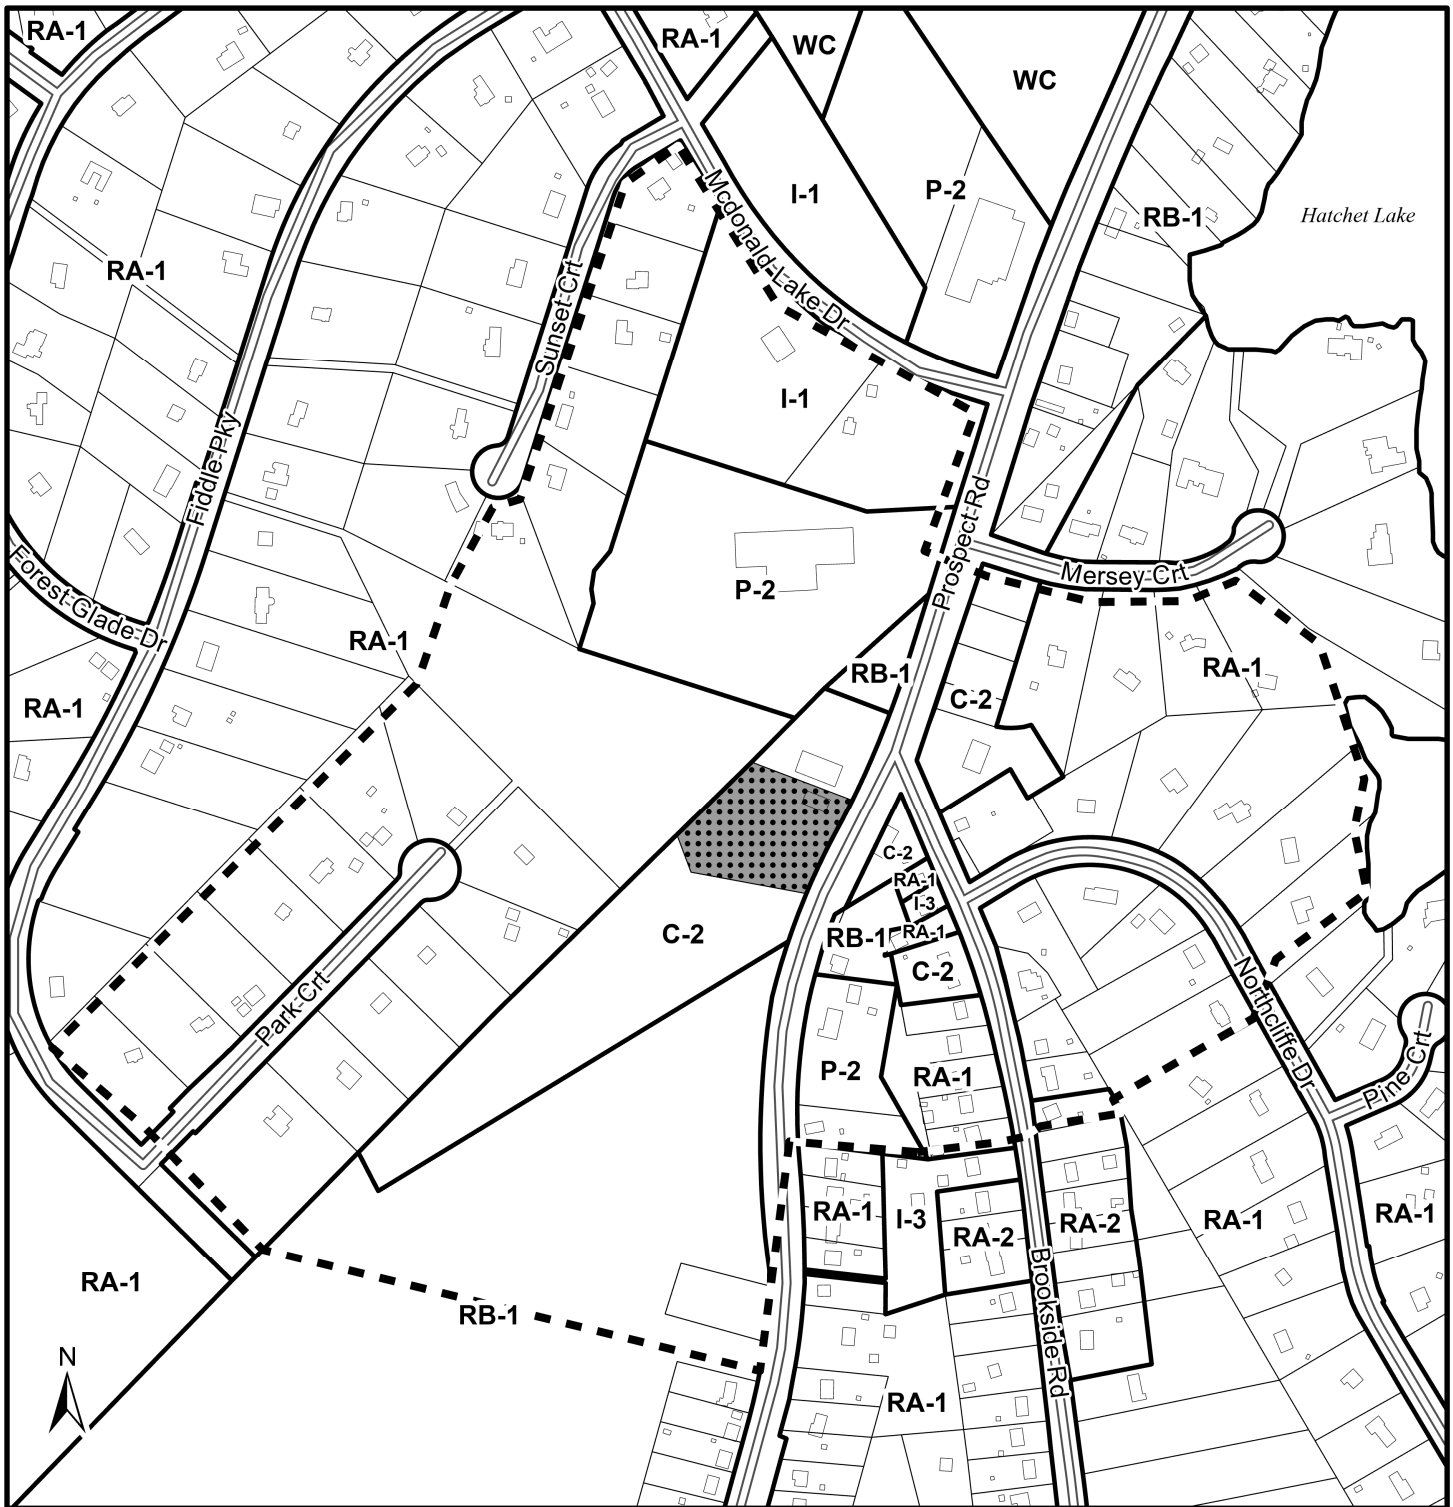 RA-1
RA-1
WC
WC
I-1
P-2
RB-1
Hatchet Lake
RA-1
Mcdonald Lake Dr
Sunset Crt
I-1
Fiddle Pky
Prospect Rd
Forest Glade Dr
P-2
Mersey Crt
RA-1
RB-1
RA-1
C-2
RA-1
C-2
RA-1
I-3
RA-1
C-2
RB-1
C-2
Park Crt
Northcliffe Dr
Pine Crt
P-2
RA-1
RA-1
I-3
RA-2
RA-2
RA-1
RA-1
RA-1
RB-1
Brookside Rd
N
RA-1